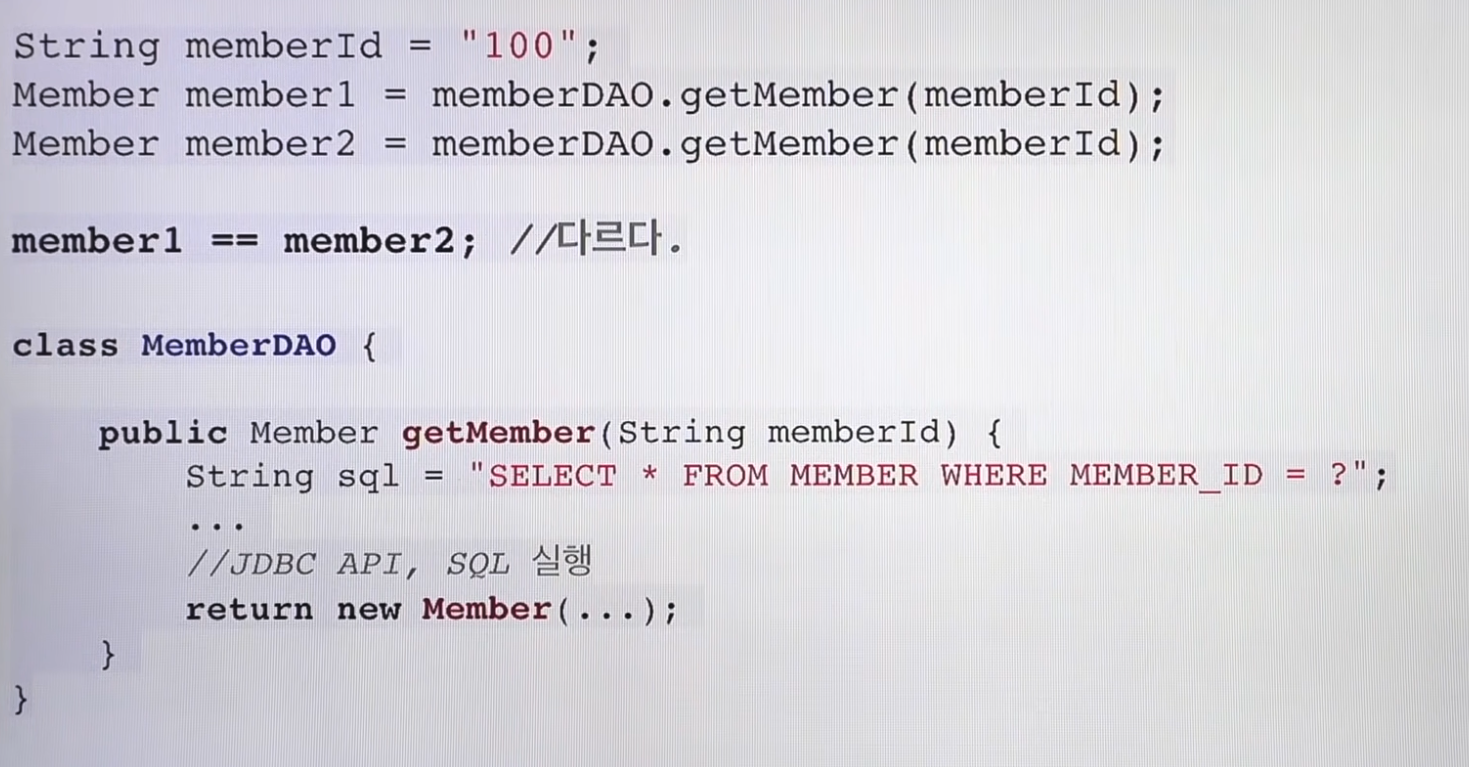 String memberId = "100";
Member member1 = memberDAO.getMember(memberId);
Member member2 = memberDAO.getMember(memberId);
member1 == member2; //다르다.
class MemberDAO {
public Member getMember(String memberId) {
String sql = "SELECT * FROM MEMBER WHERE MEMBER_ID = ?";
...
//JDBC API, SQL 실행
return new Member(...);
}
}